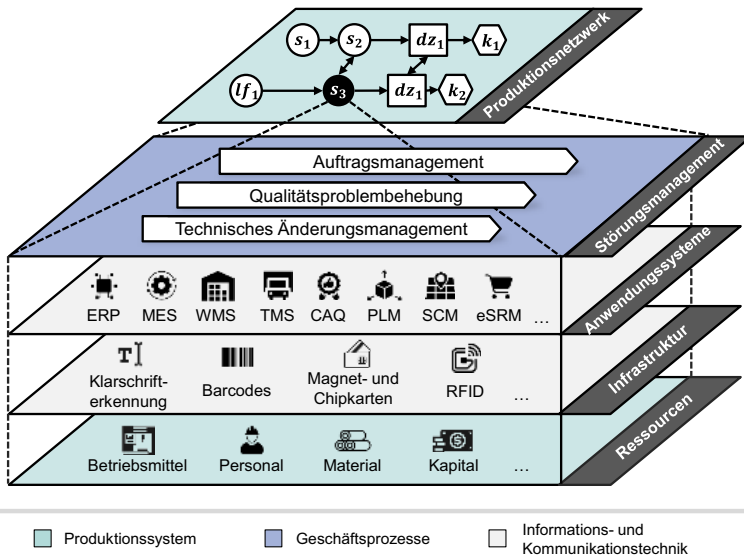 s1 s2 dz1 k1
lf1 s3 dz1 k2
Produktionsnetzwerk
Auftragsmanagement
Qualitätsproblembehebung
Technisches Änderungsmanagement
Störungsmanagement
ERP MES WMS TMS CAQ PLM SCM eSRM ...
Anwendungssysteme
T
Klarschrift-
erkennung
Barcodes
Magnet- und
Chipkarten
RFID
...
Infrastruktur
Betriebsmittel Personal Material Kapital ...
Ressourcen
Produktionssystem
Geschäftsprozesse
Informations- und
Kommunikationstechnik